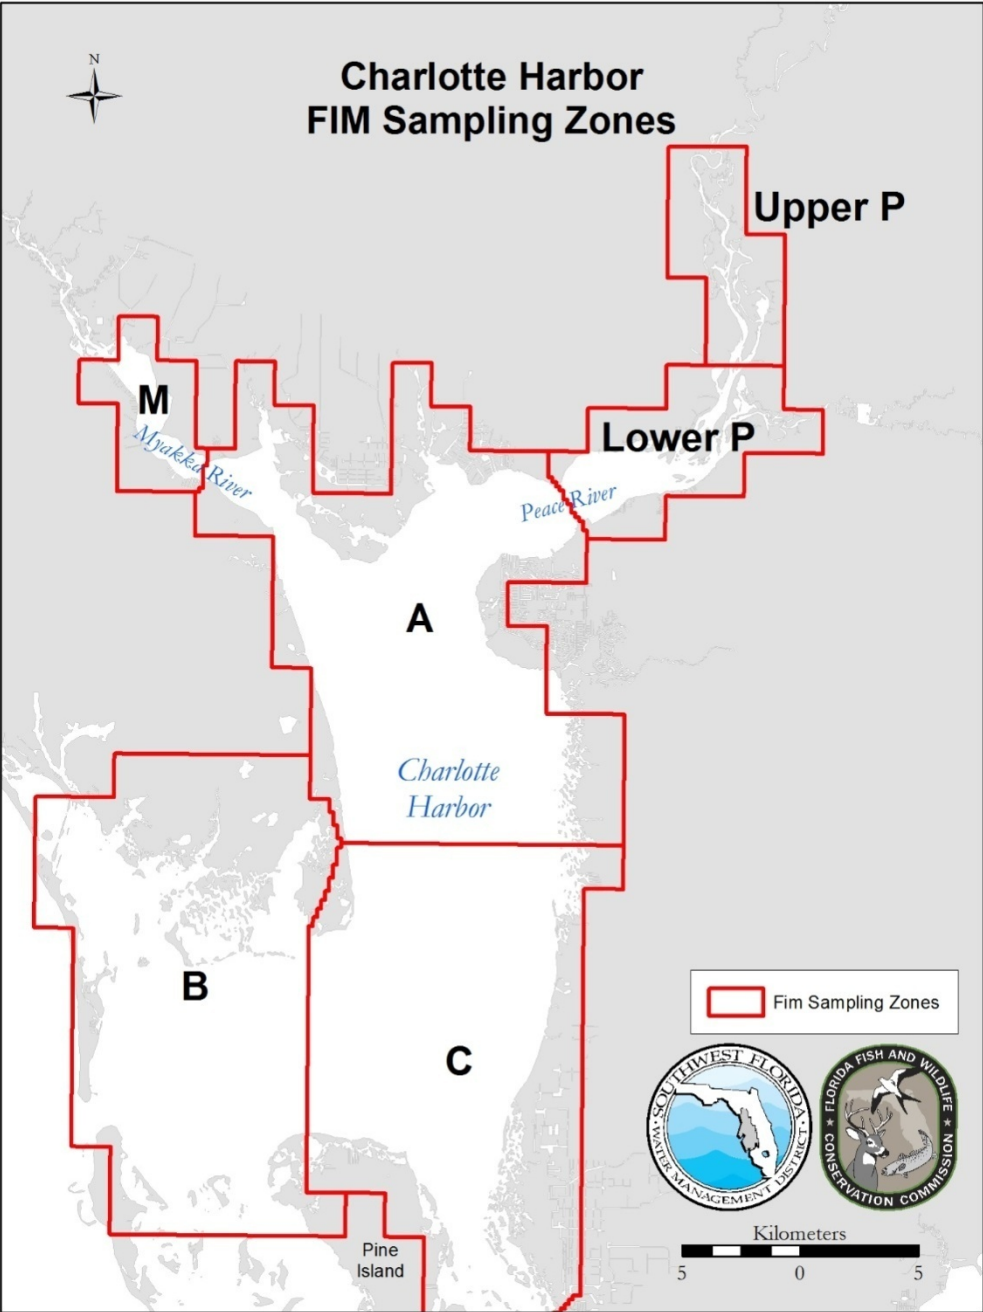 N
Charlotte Harbor
FIM Sampling Zones
Upper P
M
Lower P
Myakka River
Peace River
A
Charlotte
Harbor
B
C
Fim Sampling Zones
SOUTHWEST FLORIDA
WATER MANAGEMENT DISTRICT
FLORIDA FISH AND WILDLIFE
CONSERVATION COMMISSION
Kilometers
5 0 5
Pine
Island